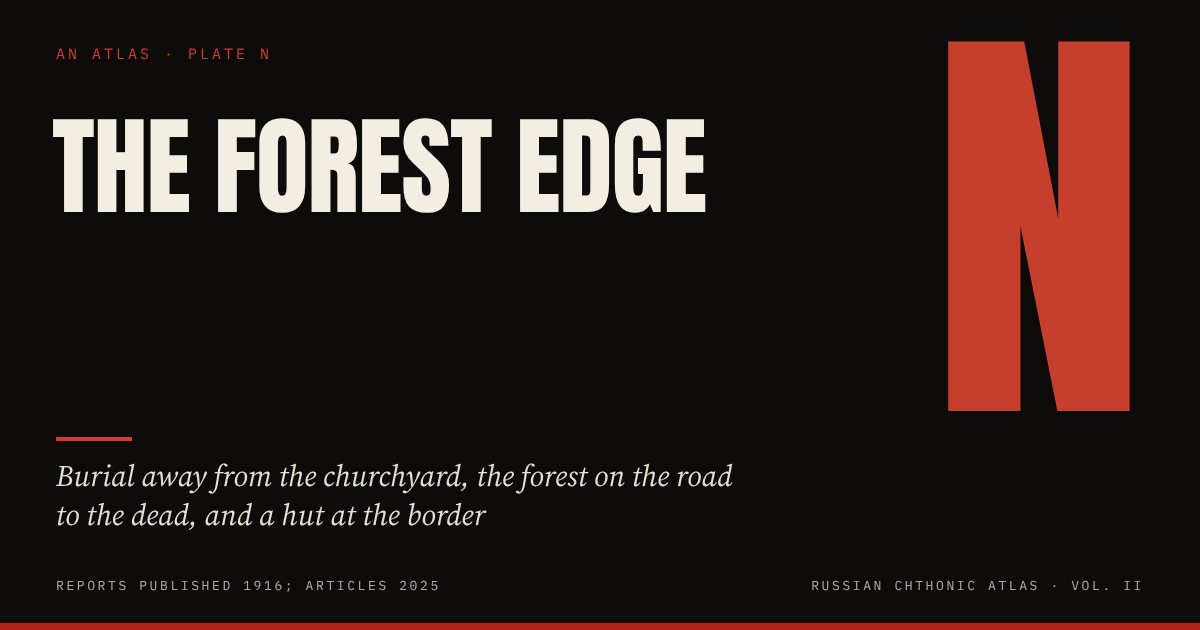 AN ATLAS · PLATE N
N
THE FOREST EDGE
Burial away from the churchyard, the forest on the road
to the dead, and a hut at the border
REPORTS PUBLISHED 1916; ARTICLES 2025
RUSSIAN CHTHONIC ATLAS · VOL. II